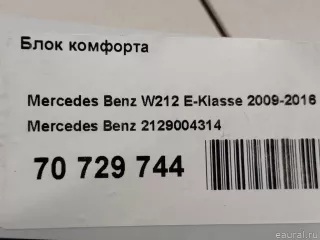 Блок комфорта
Mercedes Benz W212 E-Klasse 2009-2016
Mercedes Benz 2129004314
70 729 744
eaural.ru